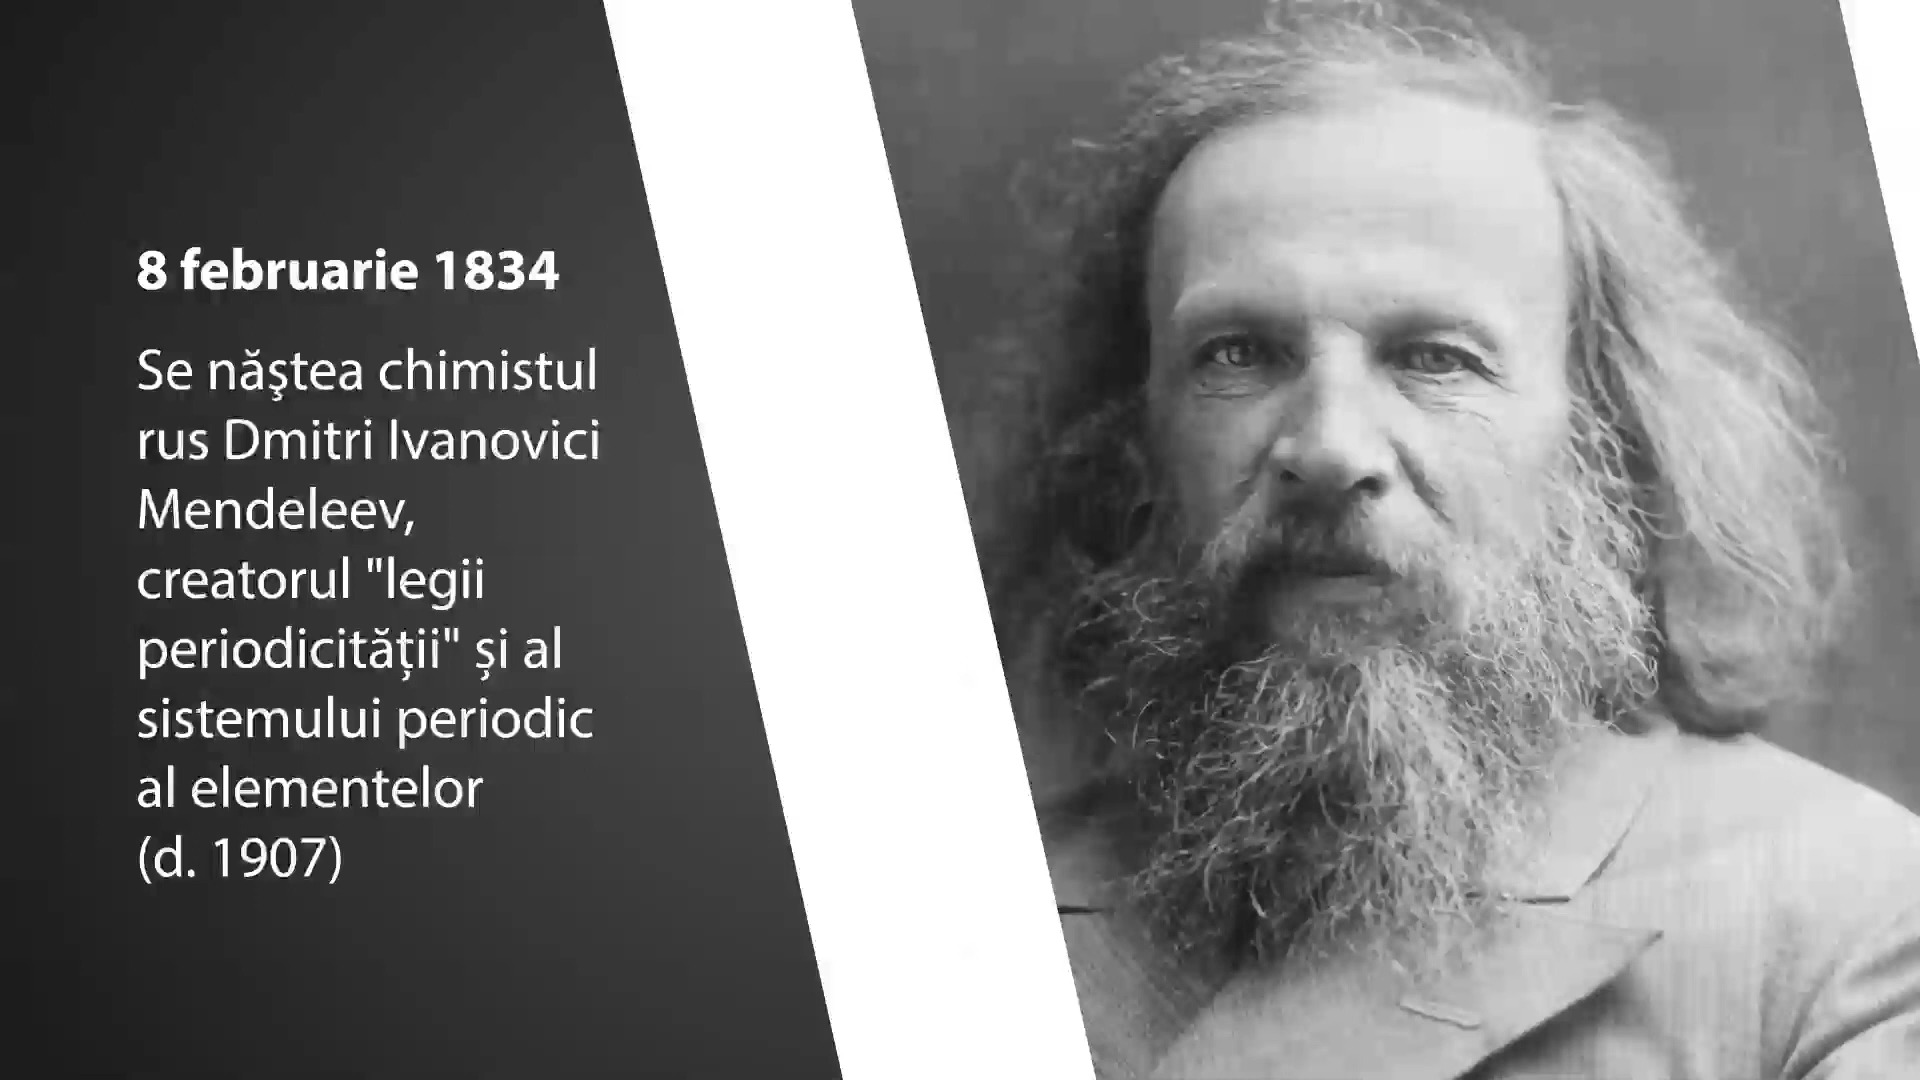 8 februarie 1834
Se năştea chimistul
rus Dmitri Ivanovici
Mendeleev,
creatorul "legii
periodicității" și al
sistemului periodic
al elementelor
(d. 1907)